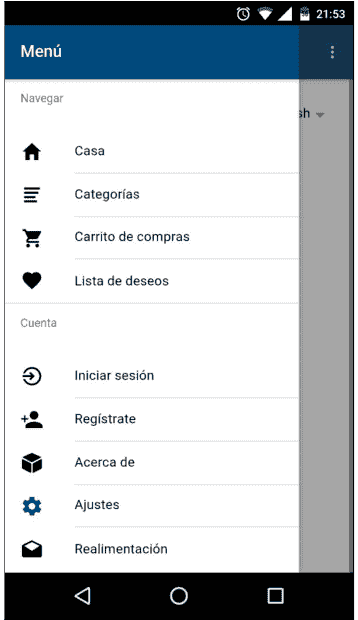 21:53
Menú
Navegar
sh
Casa
Categorías
Carrito de compras
Lista de deseos
Cuenta
Iniciar sesión
Regístrate
Acerca de
Ajustes
Realimentación